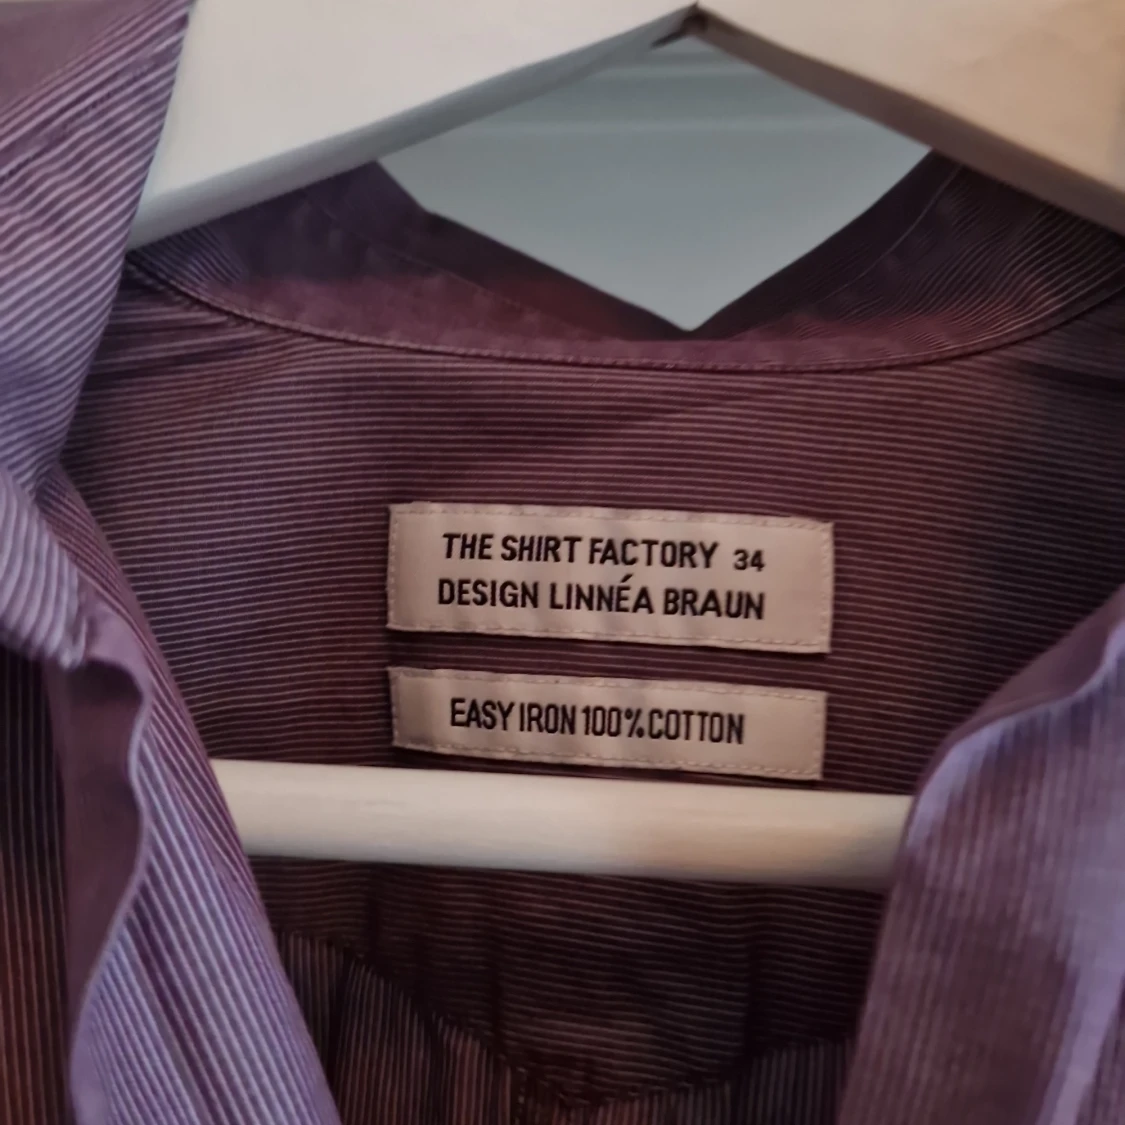 THE SHIRT FACTORY 34
DESIGN LINNÉA BRAUN
EASY IRON 100% COTTON